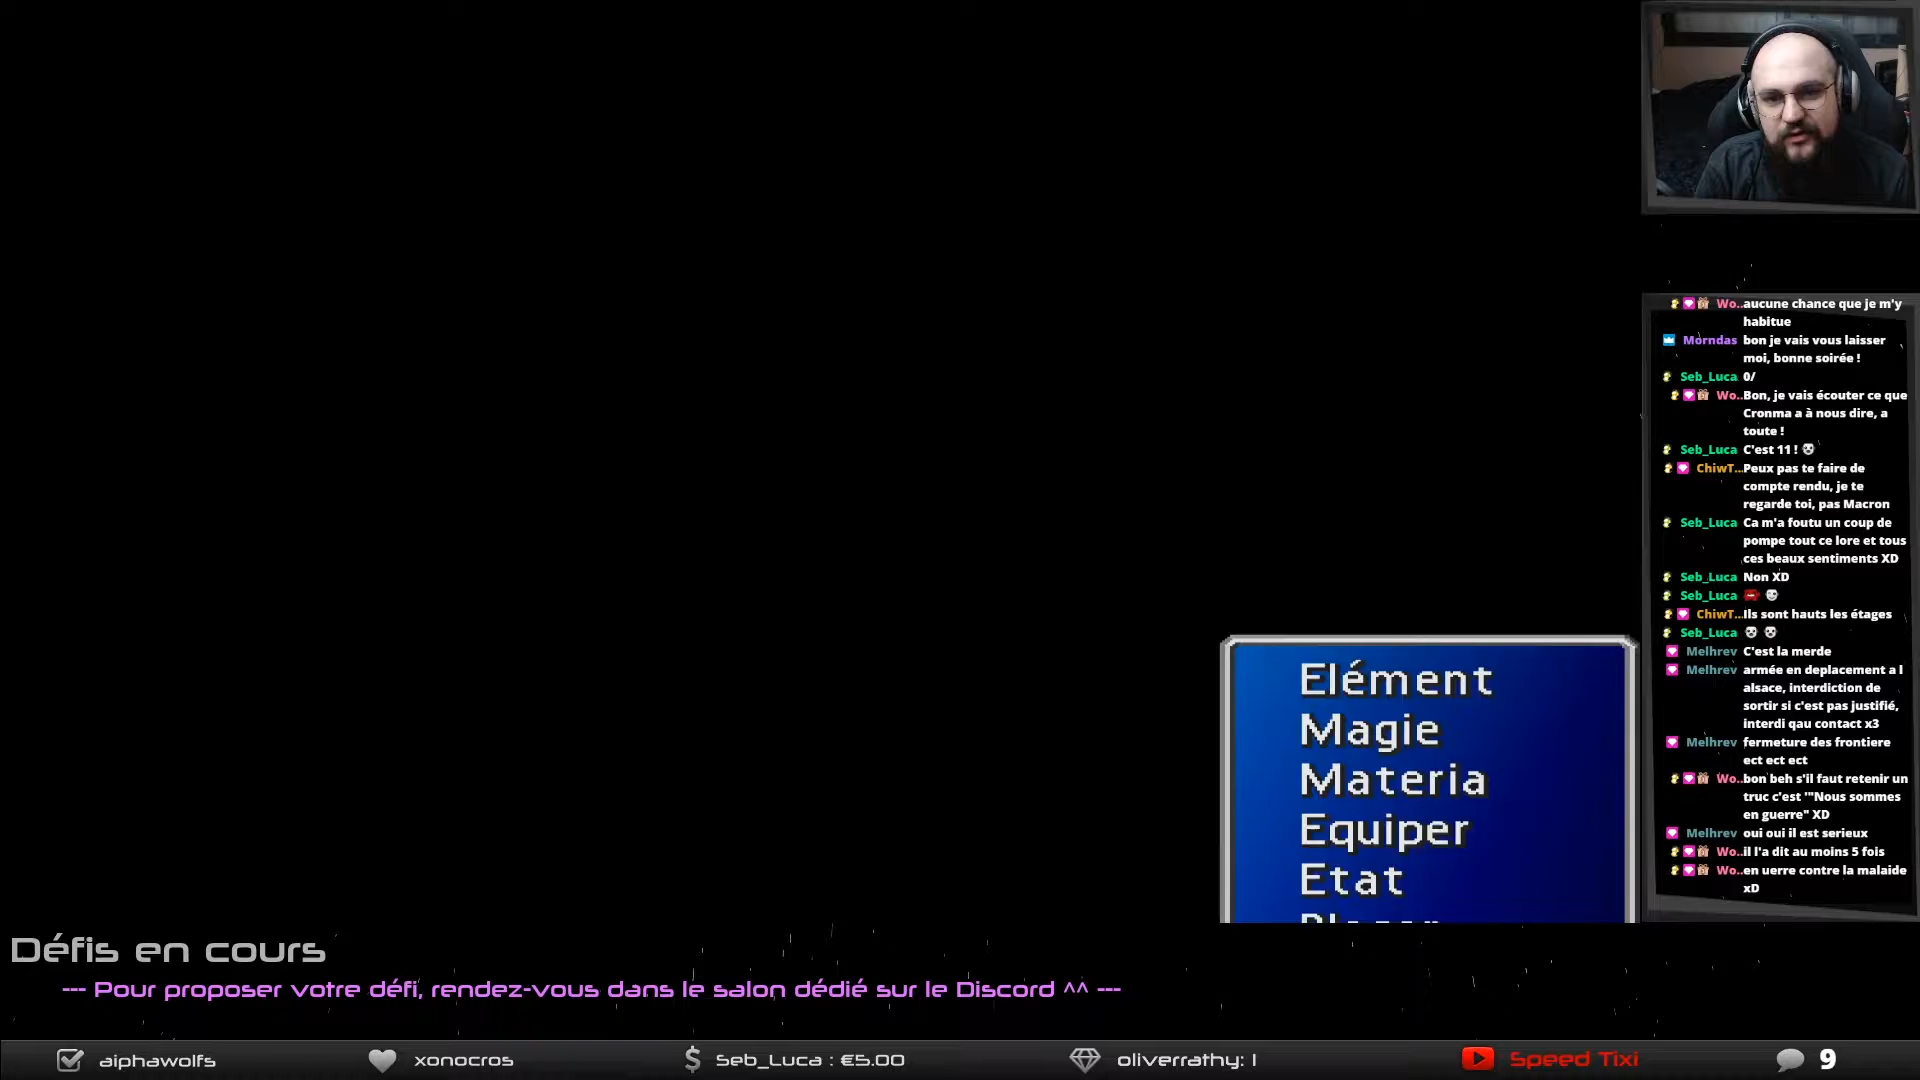 Wo..aucune chance que je m'y
habitue
Morndas bon je vais vous laisser
moi, bonne soirée !
Seb_Luca 0/
Wo..Bon, je vais écouter ce que
Cronma a à nous dire, a
toute !
Seb_Luca C'est 11 !
ChiwT...Peux pas te faire de
compte rendu, je te
regarde toi, pas Macron
Seb_Luca Ca m'a foutu un coup de
pompe tout ce lore et tous
ces beaux sentiments XD
Seb_Luca Non XD
Seb_Luca
ChiwT...Ils sont hauts les étages
Seb_Luca
Melhrev C'est la merde
Melhrev armée en deplacement a l
alsace, interdiction de
sortir si c'est pas justifié,
interdi qau contact x3
Melhrev fermeture des frontiere
ect ect ect
Wo..bon beh s'il faut retenir un
truc c'est '"Nous sommes
en guerre" XD
Melhrev oui oui il est serieux
Wo..il l'a dit au moins 5 fois
Wo..en uerre contre la malaide
xD
Elément
Magie
Materia
Equiper
Etat
Défis en cours
--- Pour proposer votre défi, rendez-vous dans le salon dédié sur le Discord ^^ ---
aiphawolfs
xonocros
$ Seb_Luca : €5.00
oliverrathy: 1
Speed Tixi
9